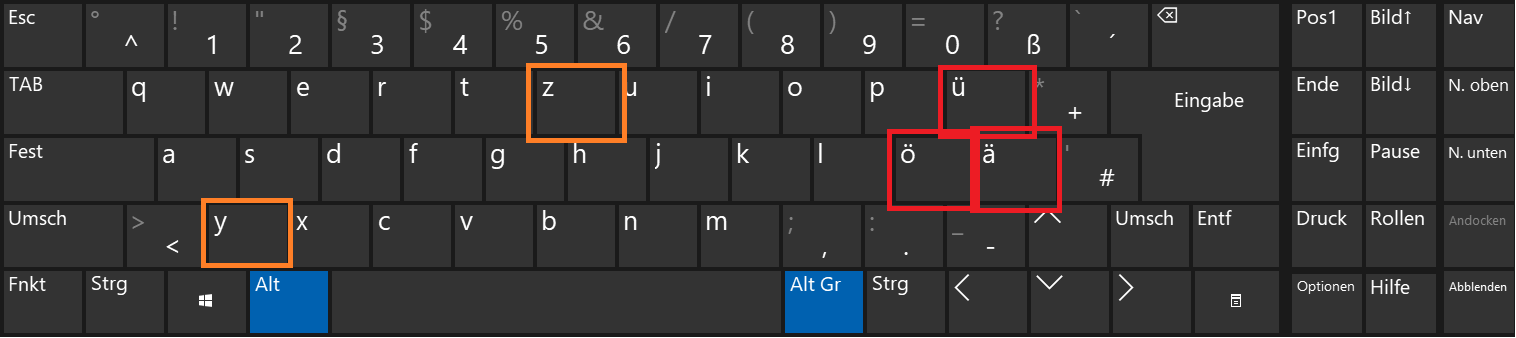 Esc ° ^ ! 1 " 2 § 3 $ 4 % 5 & 6 / 7 ( 8 ) 9 = 0 ? ß ` ´ Pos1 Bild↑ Nav
TAB q w e r t z u i o p ü * + Eingabe Ende Bild↓ N. oben
Fest a s d f g h j k l ö ä ' # Einfg Pause N. unten
Umsch > < y x c v b n m ; , : . _ - Umsch Entf Druck Rollen Andocken
Fnkt Strg Alt Alt Gr Strg Optionen Hilfe Abblenden